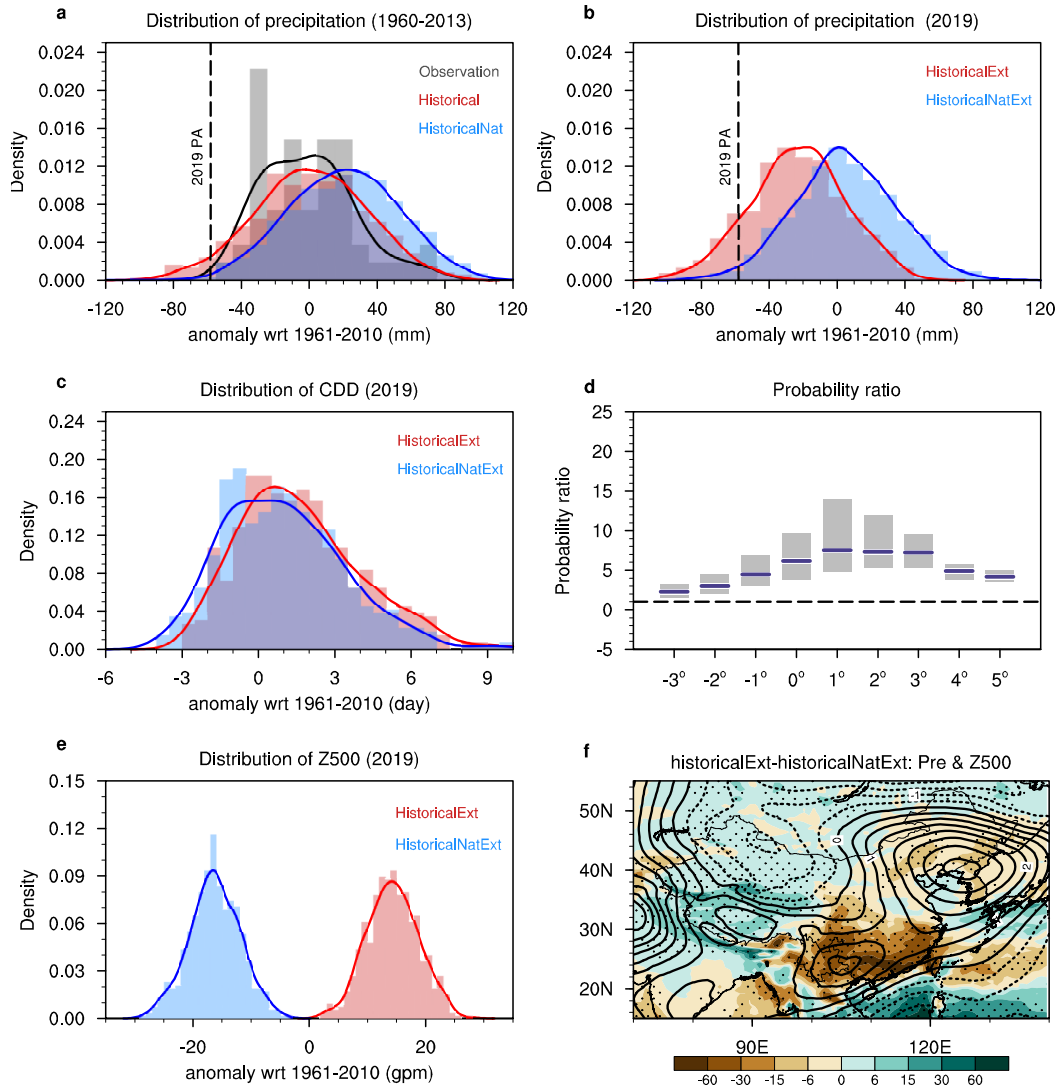 a
Distribution of precipitation (1960-2013)
0.024
0.020
0.016
0.012
0.008
0.004
0.000
Density
2019 PA
Observation
Historical
HistoricalNat
-120
-80
-40
0
40
80
120
anomaly wrt 1961-2010 (mm)
b
Distribution of precipitation (2019)
0.024
0.020
0.016
0.012
0.008
0.004
0.000
Density
2019 PA
HistoricalExt
HistoricalNatExt
-120
-80
-40
0
40
80
120
anomaly wrt 1961-2010 (mm)
c
Distribution of CDD (2019)
0.24
0.20
0.16
0.12
0.08
0.04
0.00
Density
HistoricalExt
HistoricalNatExt
-6
-3
0
3
6
9
anomaly wrt 1961-2010 (day)
d
Probability ratio
25
20
15
10
5
0
-5
Probability ratio
-3°
-2°
-1°
0°
1°
2°
3°
4°
5°
e
Distribution of Z500 (2019)
0.15
0.12
0.09
0.06
0.03
0.00
Density
HistoricalExt
HistoricalNatExt
-20
0
20
anomaly wrt 1961-2010 (gpm)
f
historicalExt-historicalNatExt: Pre & Z500
50N
40N
30N
20N
-1
0
1
2
90E
120E
-60
-30
-15
-6
0
6
15
30
60